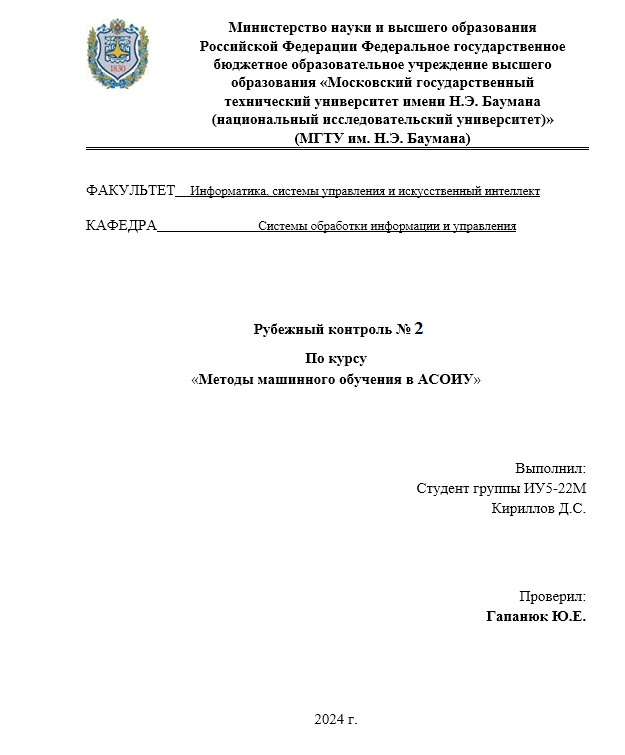 Министерство науки и высшего образования
Российской Федерации Федеральное государственное
бюджетное образовательное учреждение высшего
образования «Московский государственный
технический университет имени Н.Э. Баумана
(национальный исследовательский университет)»
(МГТУ им. Н.Э. Баумана)
1830
ФАКУЛЬТЕТ Информатика, системы управления и искусственный интеллект
КАФЕДРА Системы обработки информации и управления
Рубежный контроль № 2
По курсу
«Методы машинного обучения в АСОИУ»
Выполнил:
Студент группы ИУ5-22М
Кириллов Д.С.
Проверил:
Гапанюк Ю.Е.
2024 г.